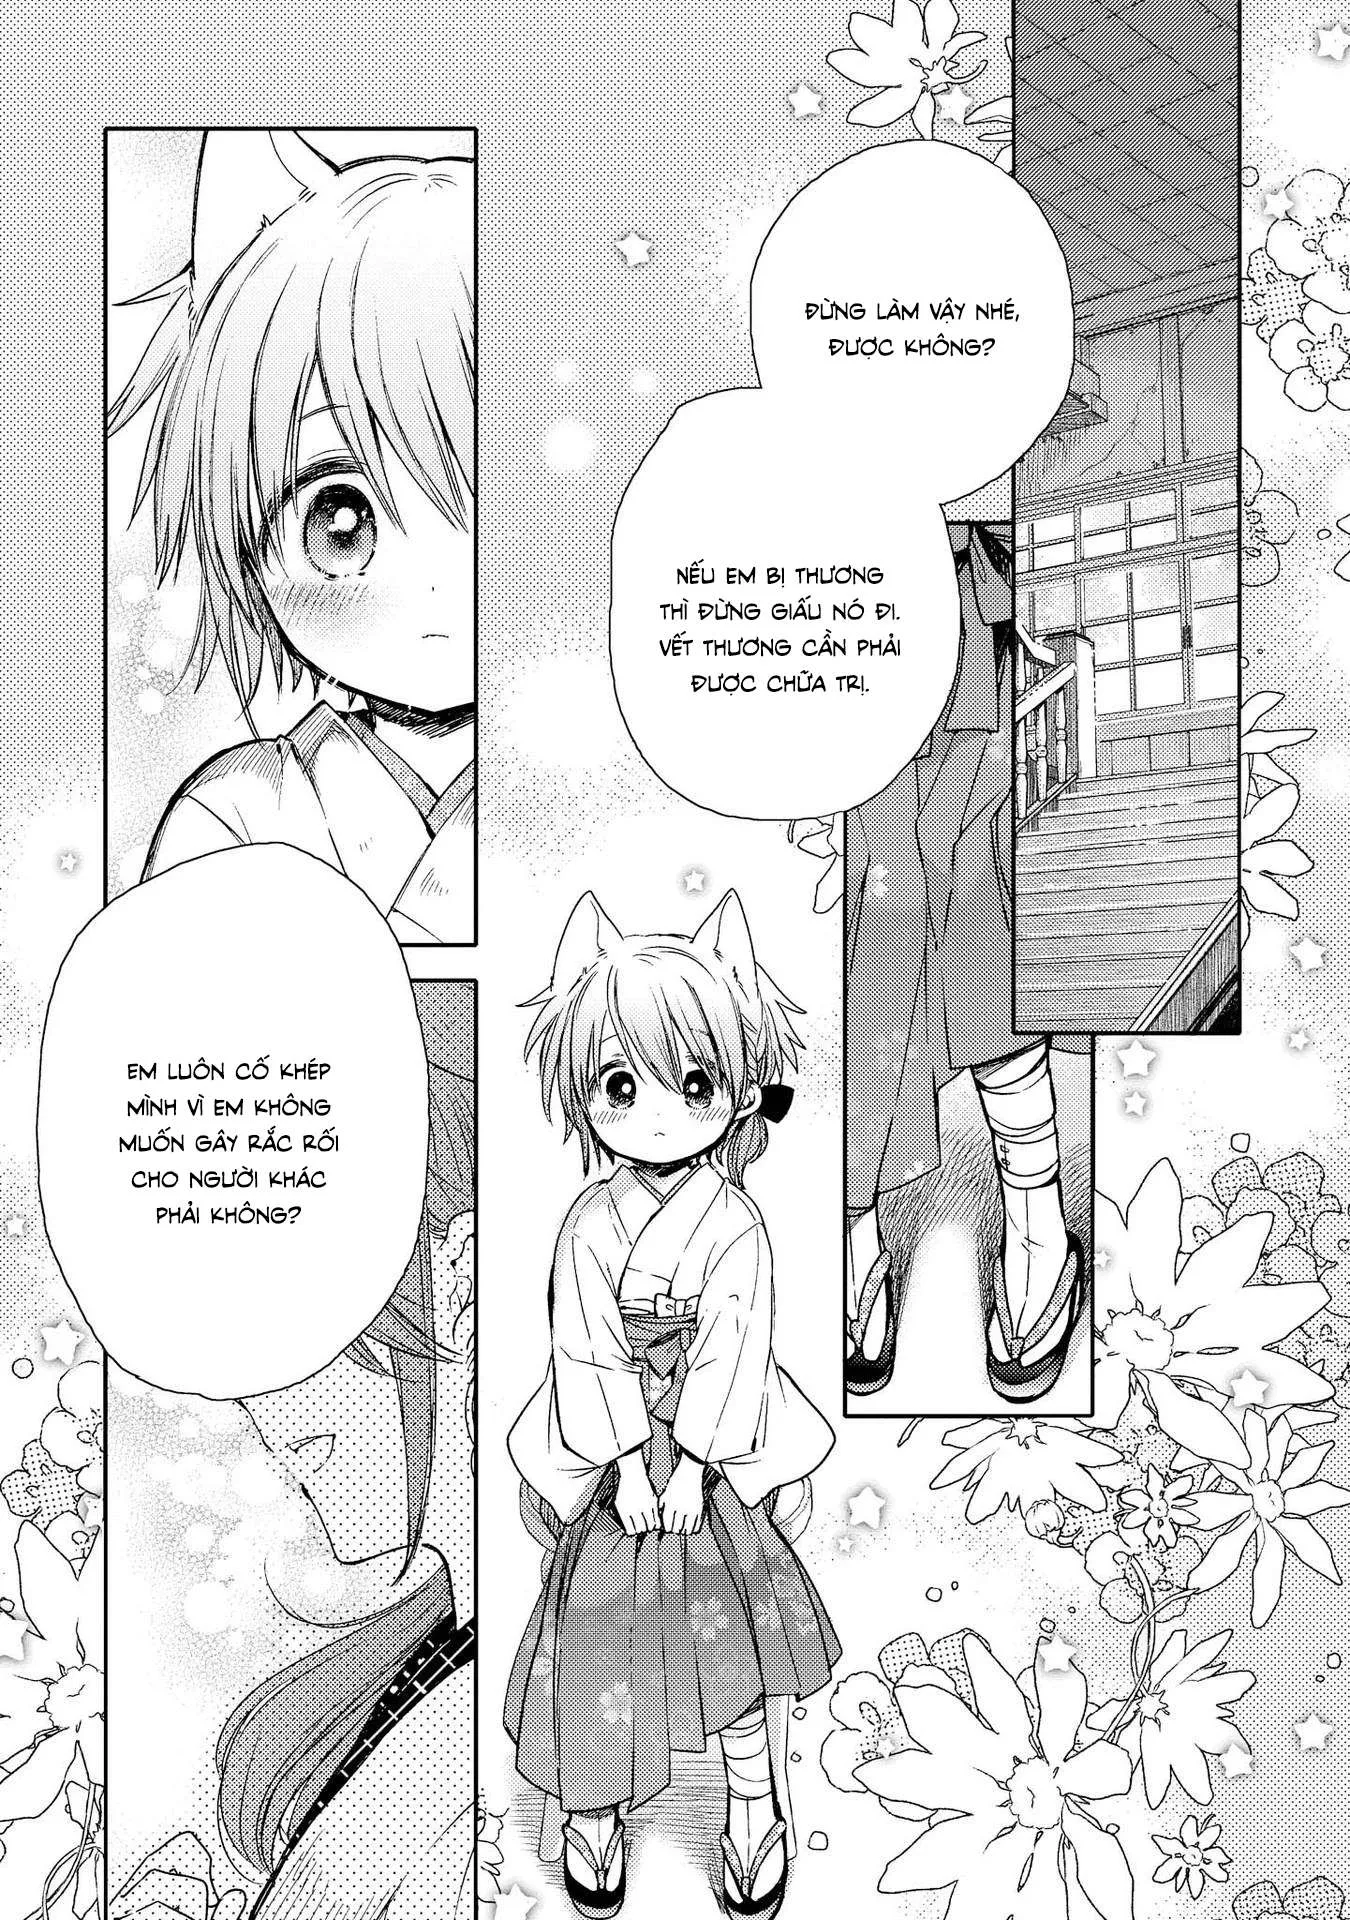 ĐỪNG LÀM VẬY NHÉ,
ĐƯỢC KHÔNG?
NẾU EM BỊ THƯƠNG
THÌ ĐỪNG GIẤU NÓ ĐI.
VẾT THƯƠNG CẦN PHẢI
ĐƯỢC CHỮA TRỊ.
EM LUÔN CỐ KHÉP
MÌNH VÌ EM KHÔNG
MUỐN GÂY RẮC RỐI
CHO NGƯỜI KHÁC
PHẢI KHÔNG?